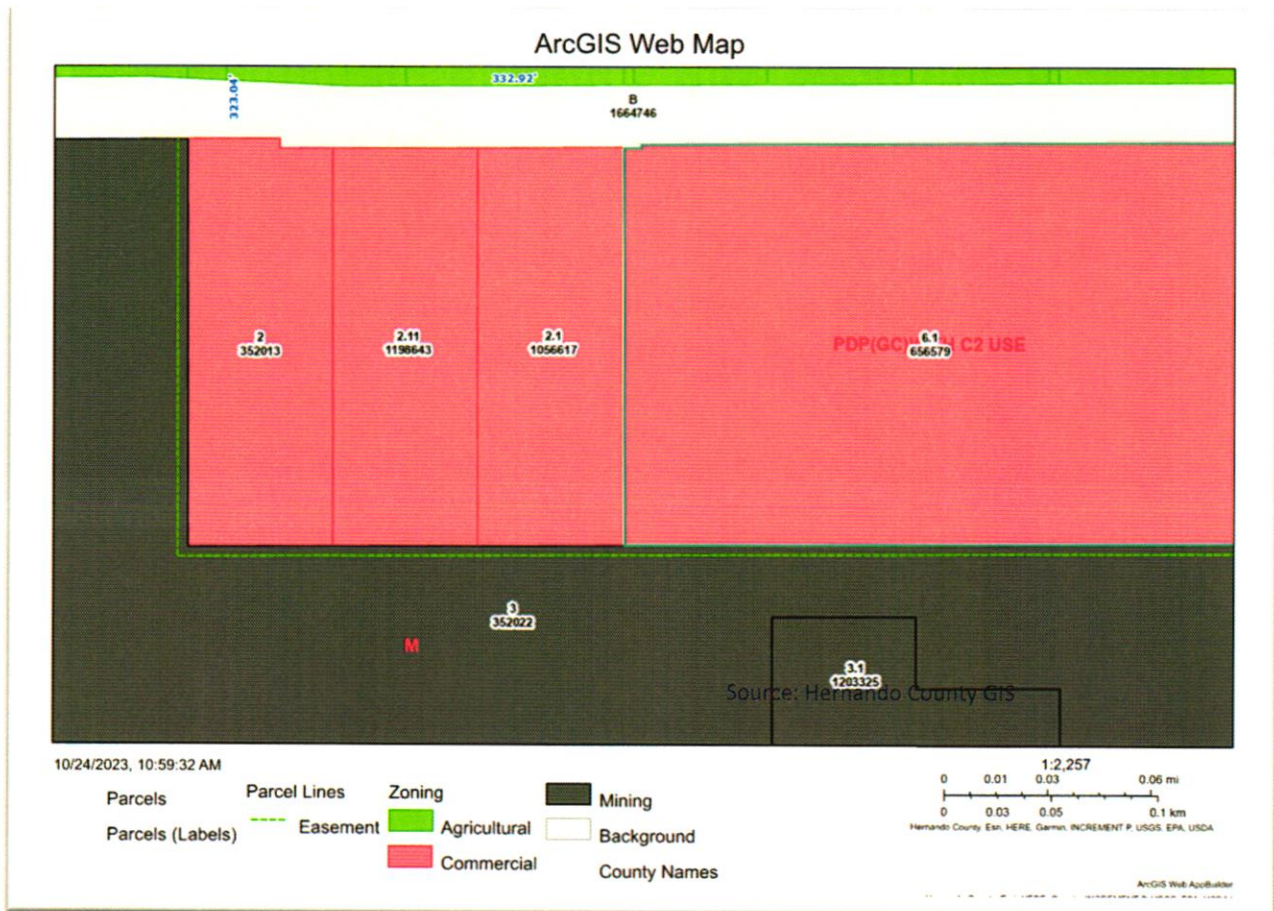 ArcGIS Web Map
332.92'
323.04'
B
1664746
2
352013
2.11
1198643
2.1
1056617
6.1
656579
PDP(GC) C2 USE
3
352022
M
3.1
1203325
Source: Hernando County GIS
10/24/2023, 10:59:32 AM
Parcels
Parcels (Labels)
Parcel Lines
Easement
Zoning
Agricultural
Commercial
Mining
Background
County Names
1:2,257
0 0.01 0.03 0.06 mi
0 0.03 0.05 0.1 km
Hernando County, Esri, HERE, Garmin, INCREMENT P, USGS, EPA, USDA
ArcGIS Web AppBuilder